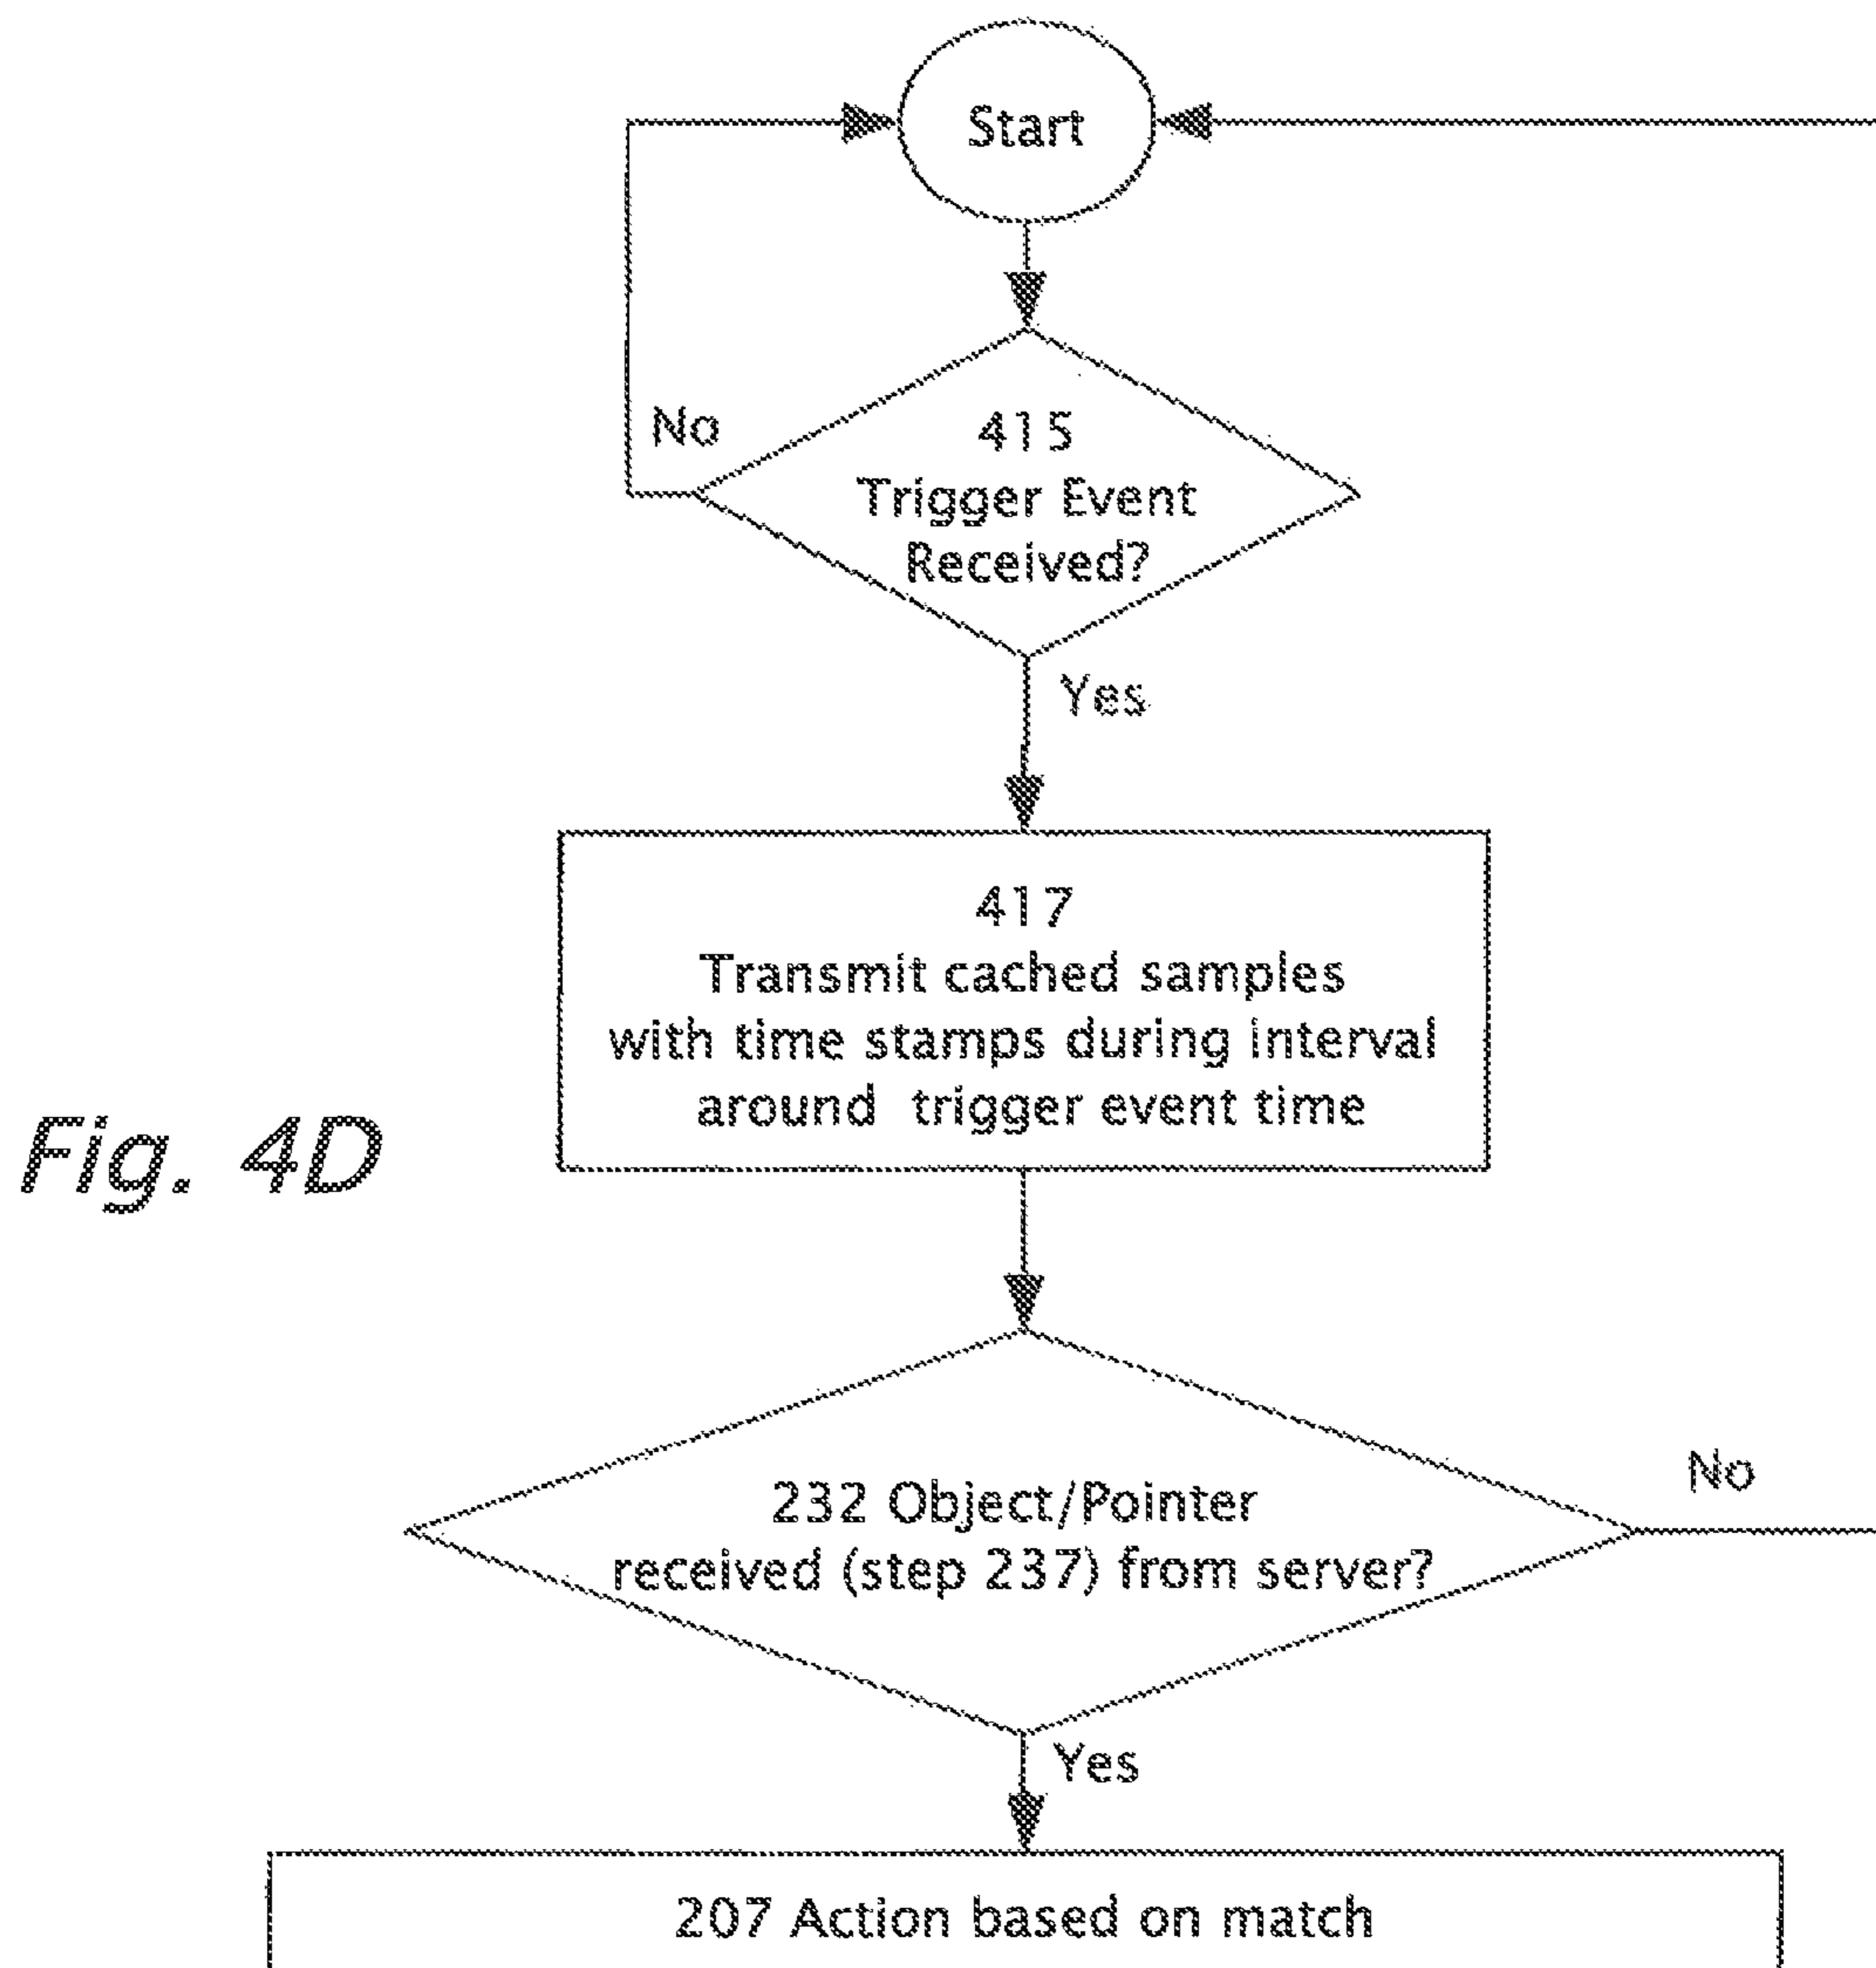 Start
No
415
Trigger Event
Received?
Yes
417
Transmit cached samples
with time stamps during interval
around trigger event time
Fig. 4D
No
232 Object/Pointer
received (step 237) from server?
Yes
207 Action based on match